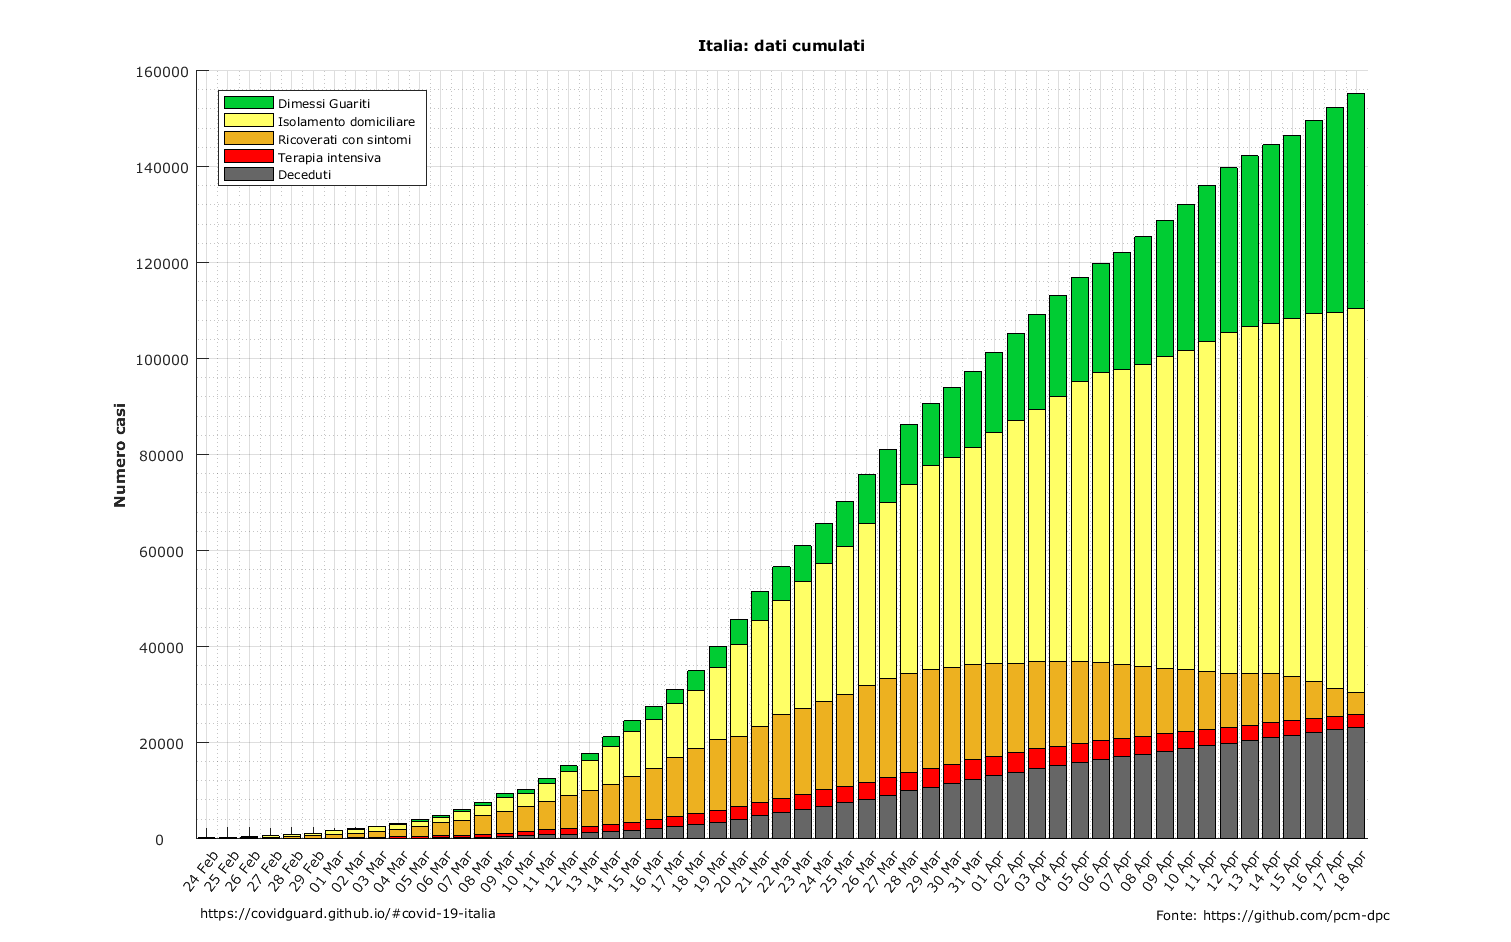 Italia: dati cumulati
160000
140000
120000
100000
80000
60000
40000
20000
0
Numero casi
Dimessi Guariti
Isolamento domiciliare
Ricoverati con sintomi
Terapia intensiva
Deceduti
24 Feb
25 Feb
26 Feb
27 Feb
28 Feb
29 Feb
01 Mar
02 Mar
03 Mar
04 Mar
05 Mar
06 Mar
07 Mar
08 Mar
09 Mar
10 Mar
11 Mar
12 Mar
13 Mar
14 Mar
15 Mar
16 Mar
17 Mar
18 Mar
19 Mar
20 Mar
21 Mar
22 Mar
23 Mar
24 Mar
25 Mar
26 Mar
27 Mar
28 Mar
29 Mar
30 Mar
31 Mar
01 Apr
02 Apr
03 Apr
04 Apr
05 Apr
06 Apr
07 Apr
08 Apr
09 Apr
10 Apr
11 Apr
12 Apr
13 Apr
14 Apr
15 Apr
16 Apr
17 Apr
18 Apr
https://covidguard.github.io/#covid-19-italia
Fonte: https://github.com/pcm-dpc